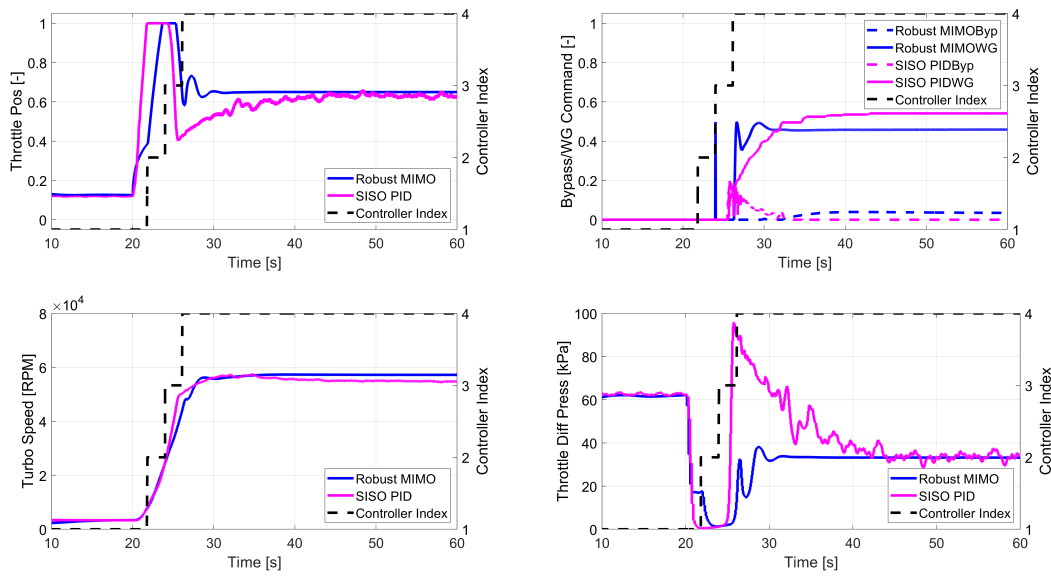 1
0.8
0.6
0.4
0.2
0
Throttle Pos [-]
4
3
2
1
Controller Index
Robust MIMO
SISO PID
Controller Index
10 20 30 40 50 60
Time [s]
1
0.8
0.6
0.4
0.2
0
Bypass/WG Command [-]
4
3
2
1
Controller Index
Robust MIMOByp
Robust MIMOWG
SISO PIDByp
SISO PIDWG
Controller Index
10 20 30 40 50 60
Time [s]
×10⁴
8
6
4
2
0
Turbo Speed [RPM]
4
3
2
1
Controller Index
Robust MIMO
SISO PID
Controller Index
10 20 30 40 50 60
Time [s]
100
80
60
40
20
0
Throttle Diff Press [kPa]
4
3
2
1
Controller Index
Robust MIMO
SISO PID
Controller Index
10 20 30 40 50 60
Time [s]